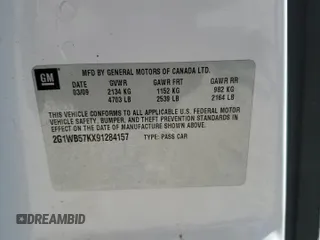 GM
MFD BY GENERAL MOTORS OF CANADA LTD.
DATE GVWR GAWR FRT GAWR RR
03/09 2134 KG 1152 KG 982 KG
4703 LB 2539 LB 2164 LB
THIS VEHICLE CONFORMS TO ALL APPLICABLE U.S. FEDERAL MOTOR
VEHICLE SAFETY, BUMPER, AND THEFT PREVENTION STANDARDS IN
EFFECT ON THE DATE OF MANUFACTURE SHOWN ABOVE.
2G1WB57KX91284157 TYPE: PASS CAR
DREAMBID